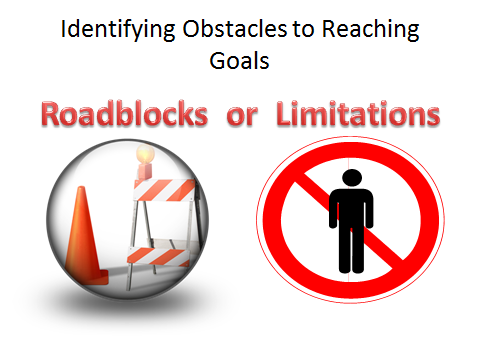 Identifying Obstacles to Reaching
Goals
Roadblocks or Limitations